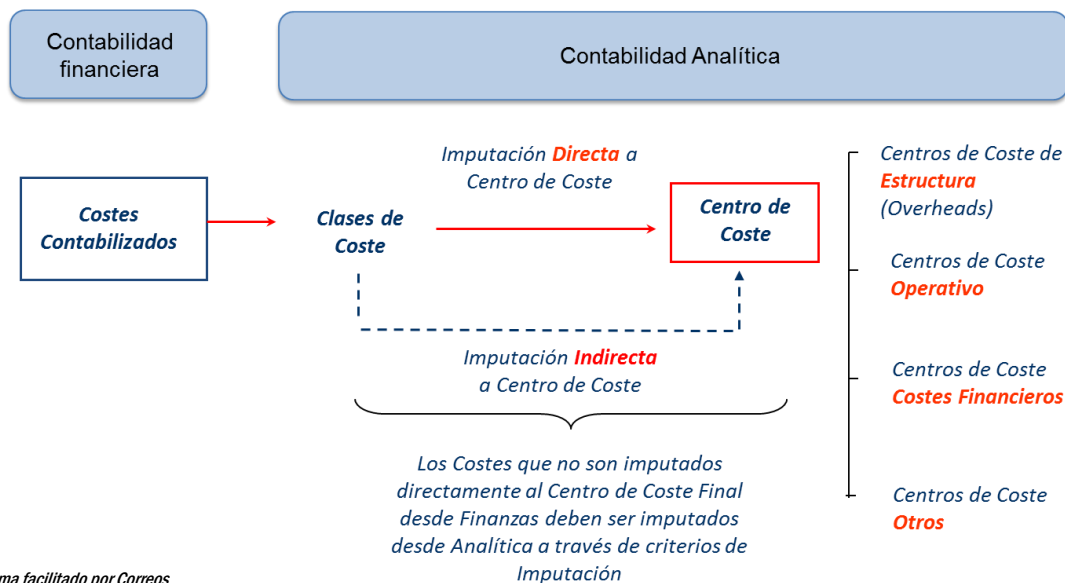 Contabilidad
financiera
Contabilidad Analítica
Imputación Directa a
Centro de Coste
Costes
Contabilizados
Clases de
Coste
Centro de
Coste
Imputación Indirecta
a Centro de Coste
Los Costes que no son imputados
directamente al Centro de Coste Final
desde Finanzas deben ser imputados
desde Analítica a través de criterios de
Imputación
Centros de Coste de
Estructura
(Overheads)
Centros de Coste
Operativo
Centros de Coste
Costes Financieros
Centros de Coste
Otros
facilitado por Correos